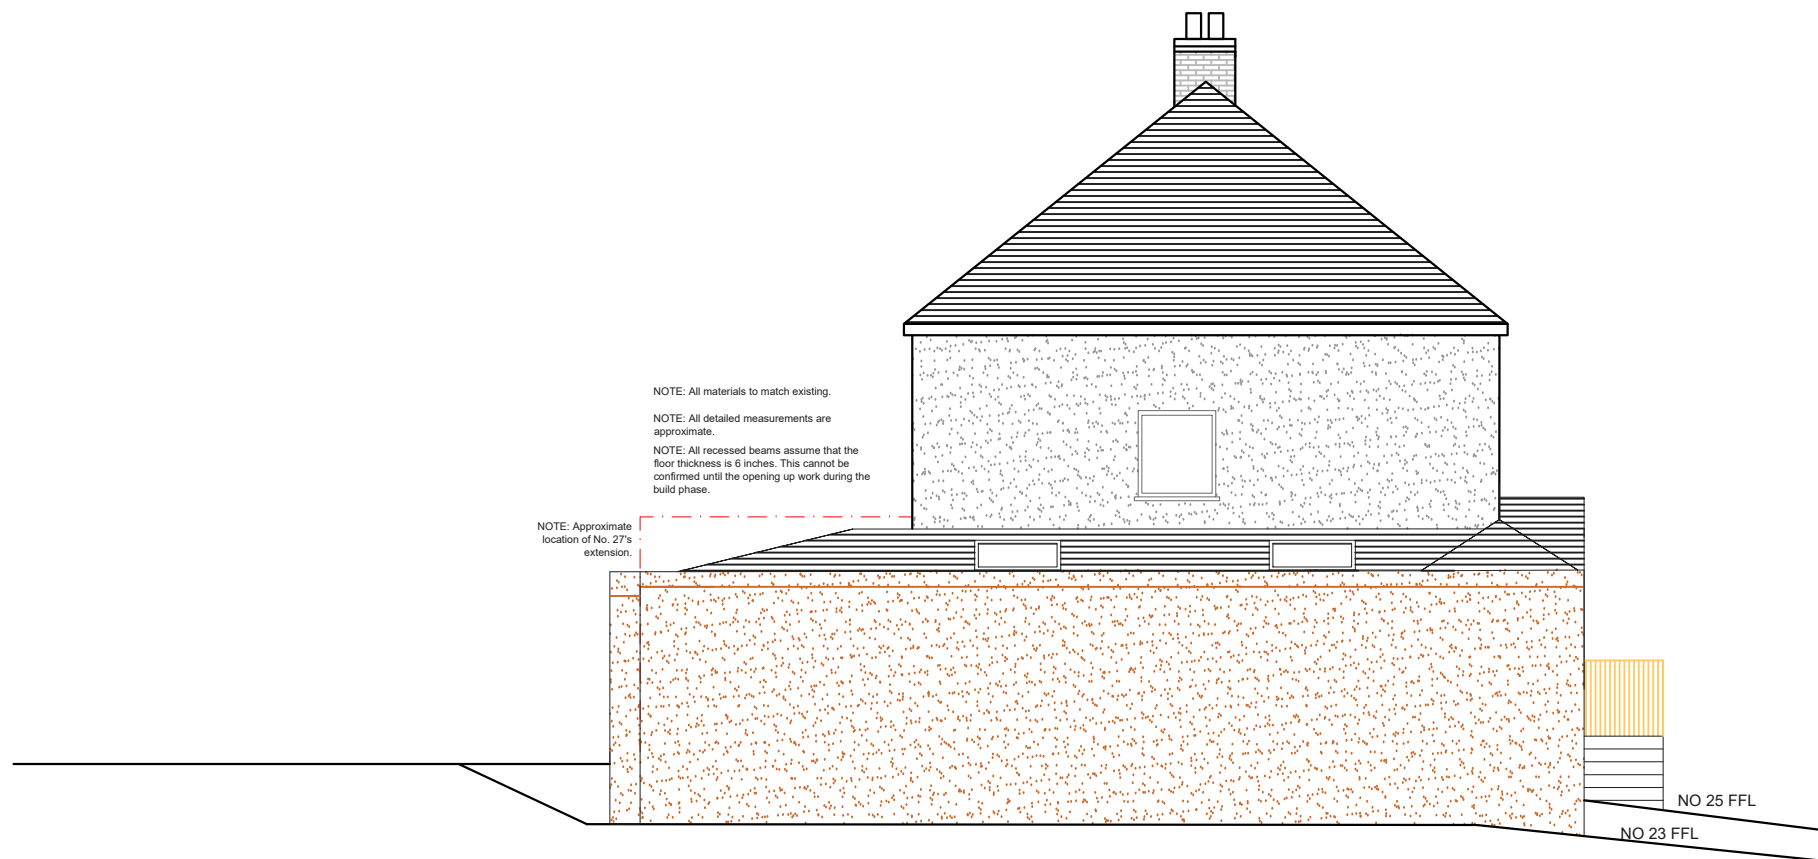 NOTE: All materials to match existing.
NOTE: All detailed measurements are
approximate.
NOTE: All recessed beams assume that the
floor thickness is 6 inches. This cannot be
confirmed until the opening up work during the
build phase.
NOTE: Approximate
location of No. 27's
extension.
NO 25 FFL
NO 23 FFL